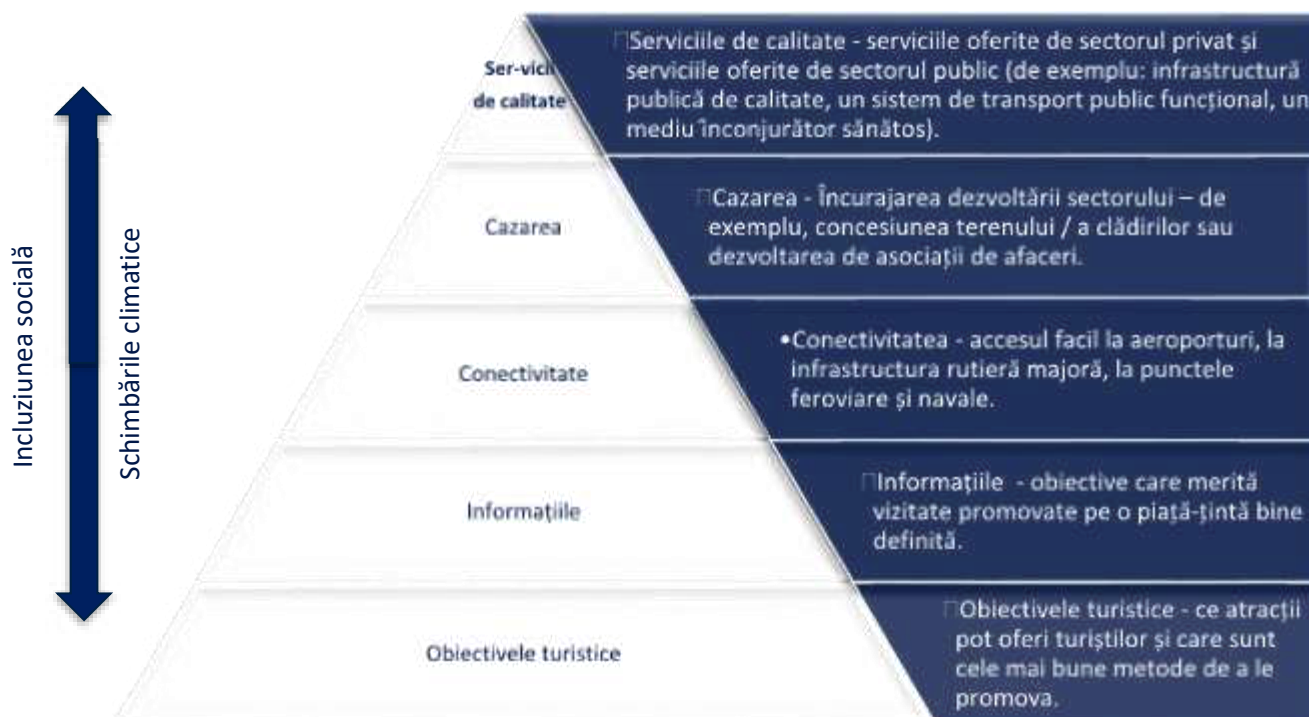 Incluziunea socială
Schimbările climatice
Ser-vicii
de calitate
Serviciile de calitate - serviciile oferite de sectorul privat și
serviciile oferite de sectorul public (de exemplu: infrastructură
publică de calitate, un sistem de transport public funcțional, un
mediu înconjurător sănătos).
Cazarea
Cazarea - Încurajarea dezvoltării sectorului – de
exemplu, concesiunea terenului / a clădirilor sau
dezvoltarea de asociații de afaceri.
Conectivitate
•Conectivitatea - accesul facil la aeroporturi, la
infrastructura rutieră majoră, la punctele
feroviare și navale.
Informațiile
Informațiile - obiective care merită
vizitate promovate pe o piață-țintă bine
definită.
Obiectivele turistice
Obiectivele turistice - ce atracții
pot oferi turiștilor și care sunt
cele mai bune metode de a le
promova.